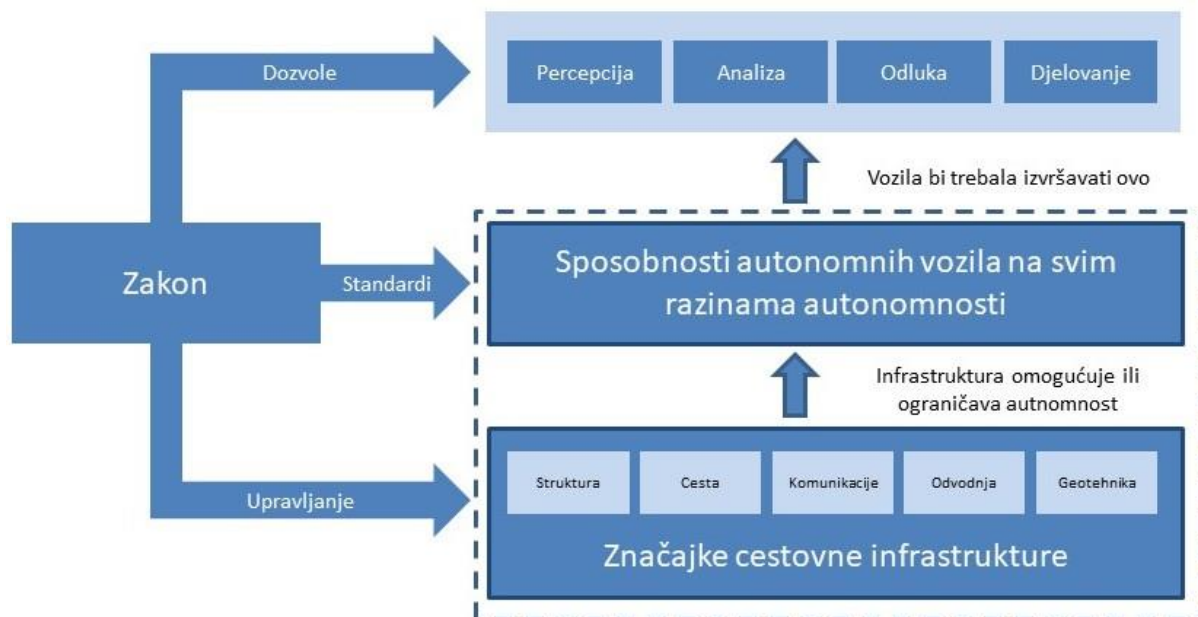 Dozvole
Percepcija
Analiza
Odluka
Djelovanje
Vozila bi trebala izvršavati ovo
Zakon
Standardi
Sposobnosti autonomnih vozila na svim
razinama autonomnosti
Infrastruktura omogućuje ili
ograničava autnomnost
Upravljanje
Struktura
Cesta
Komunikacije
Odvodnja
Geotehnika
Značajke cestovne infrastrukture